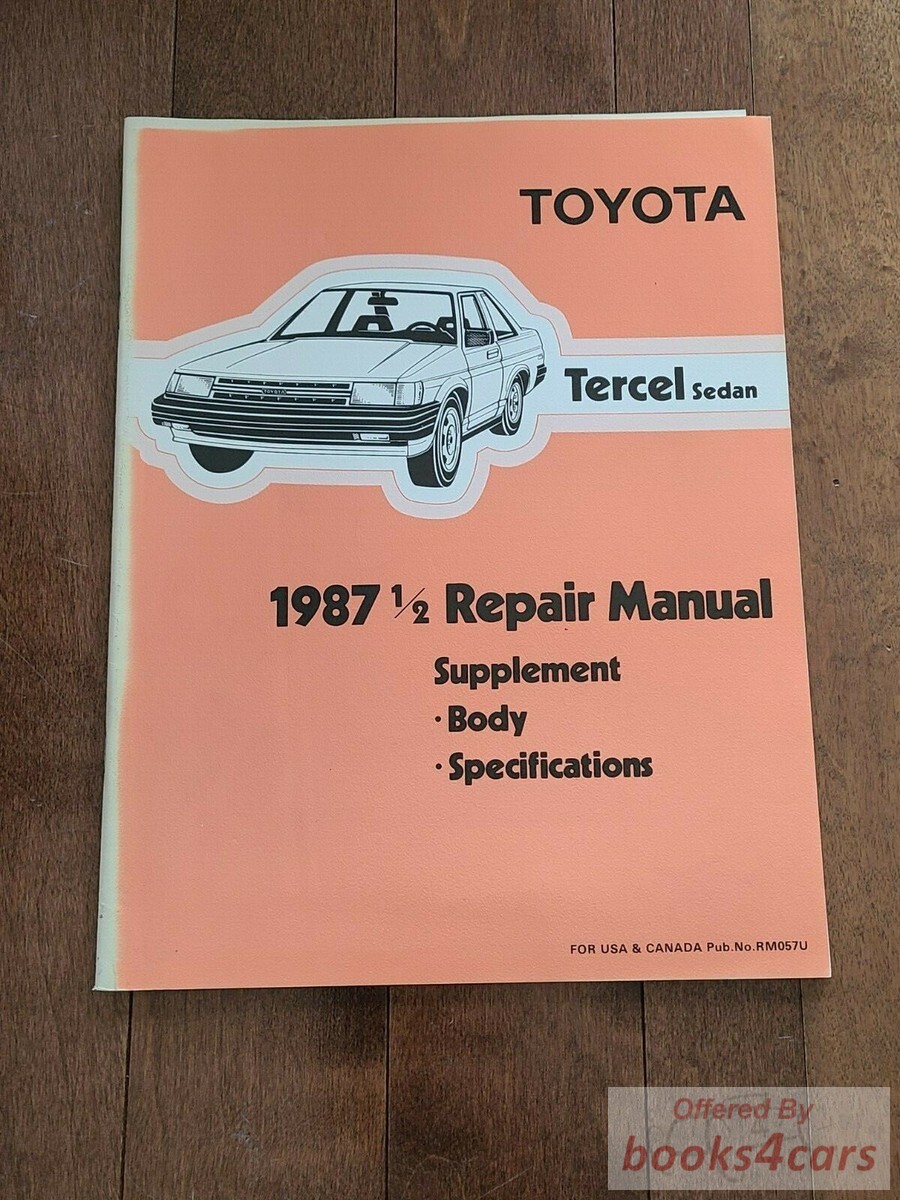 TOYOTA
TOYOTA
Tercel Sedan
1987 1/2 Repair Manual
Supplement
· Body
· Specifications
FOR USA & CANADA Pub.No.RM057U
Offered By
books4cars